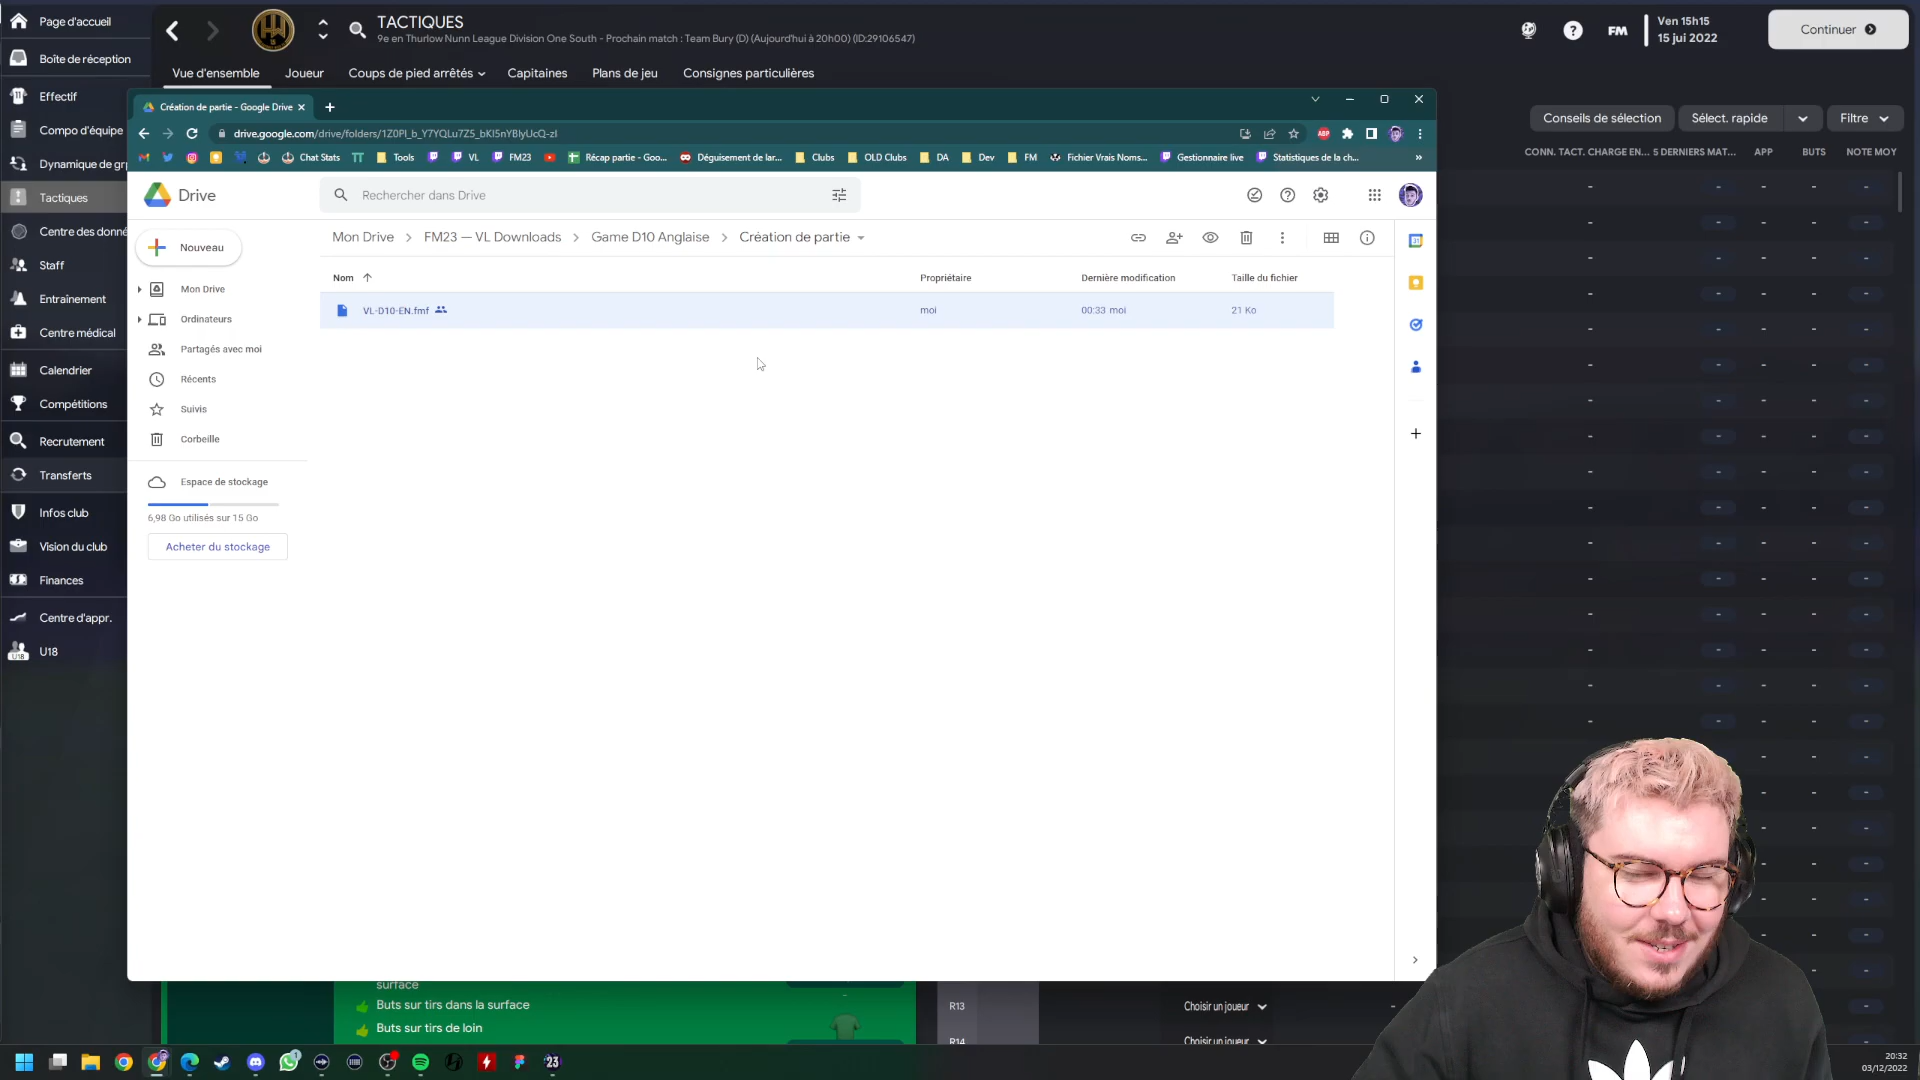 Page d'accueil
Boîte de réception
Effectif
Compo d'équipe
Dynamique de gr
Tactiques
Centre des donné
Staff
Entraînement
Centre médical
Calendrier
Compétitions
Recrutement
Transferts
Infos club
Vision du club
Finances
Centre d'appr.
U18
TACTIQUES
9e en Thurlow Nunn League Division One South - Prochain match : Team Bury (D) (Aujourd'hui à 20h00) (ID:29106547)
FM
Ven 15h15
15 jui 2022
Continuer
Vue d'ensemble
Joueur
Coups de pied arrêtés
Capitaines
Plans de jeu
Consignes particulières
Conseils de sélection
Sélect. rapide
Filtre
CONN. TACT. CHARGE EN... 5 DERNIERS MAT... APP BUTS NOTE MOY
Création de partie - Google Drive
drive.google.com/drive/folders/1Z0Pl_b_Y7YQLu7Z5_bKI5nYBlyUcQ-zI
Chat Stats TT Tools VL FM23 Récap partie - Goo... Déguisement de lar... Clubs OLD Clubs DA Dev FM Fichier Vrais Noms... Gestionnaire live Statistiques de la ch... »
Drive
Rechercher dans Drive
Nouveau
Mon Drive > FM23 — VL Downloads > Game D10 Anglaise > Création de partie
Nom
Propriétaire
Dernière modification
Taille du fichier
VL-D10-EN.fmf
moi
00:33 moi
21 Ko
Mon Drive
Ordinateurs
Partagés avec moi
Récents
Suivis
Corbeille
Espace de stockage
6,98 Go utilisés sur 15 Go
Acheter du stockage
surface
Buts sur tirs dans la surface
Buts sur tirs de loin
R13
Choisir un joueur
R14
Choisir un joueur
20:32
03/12/2022